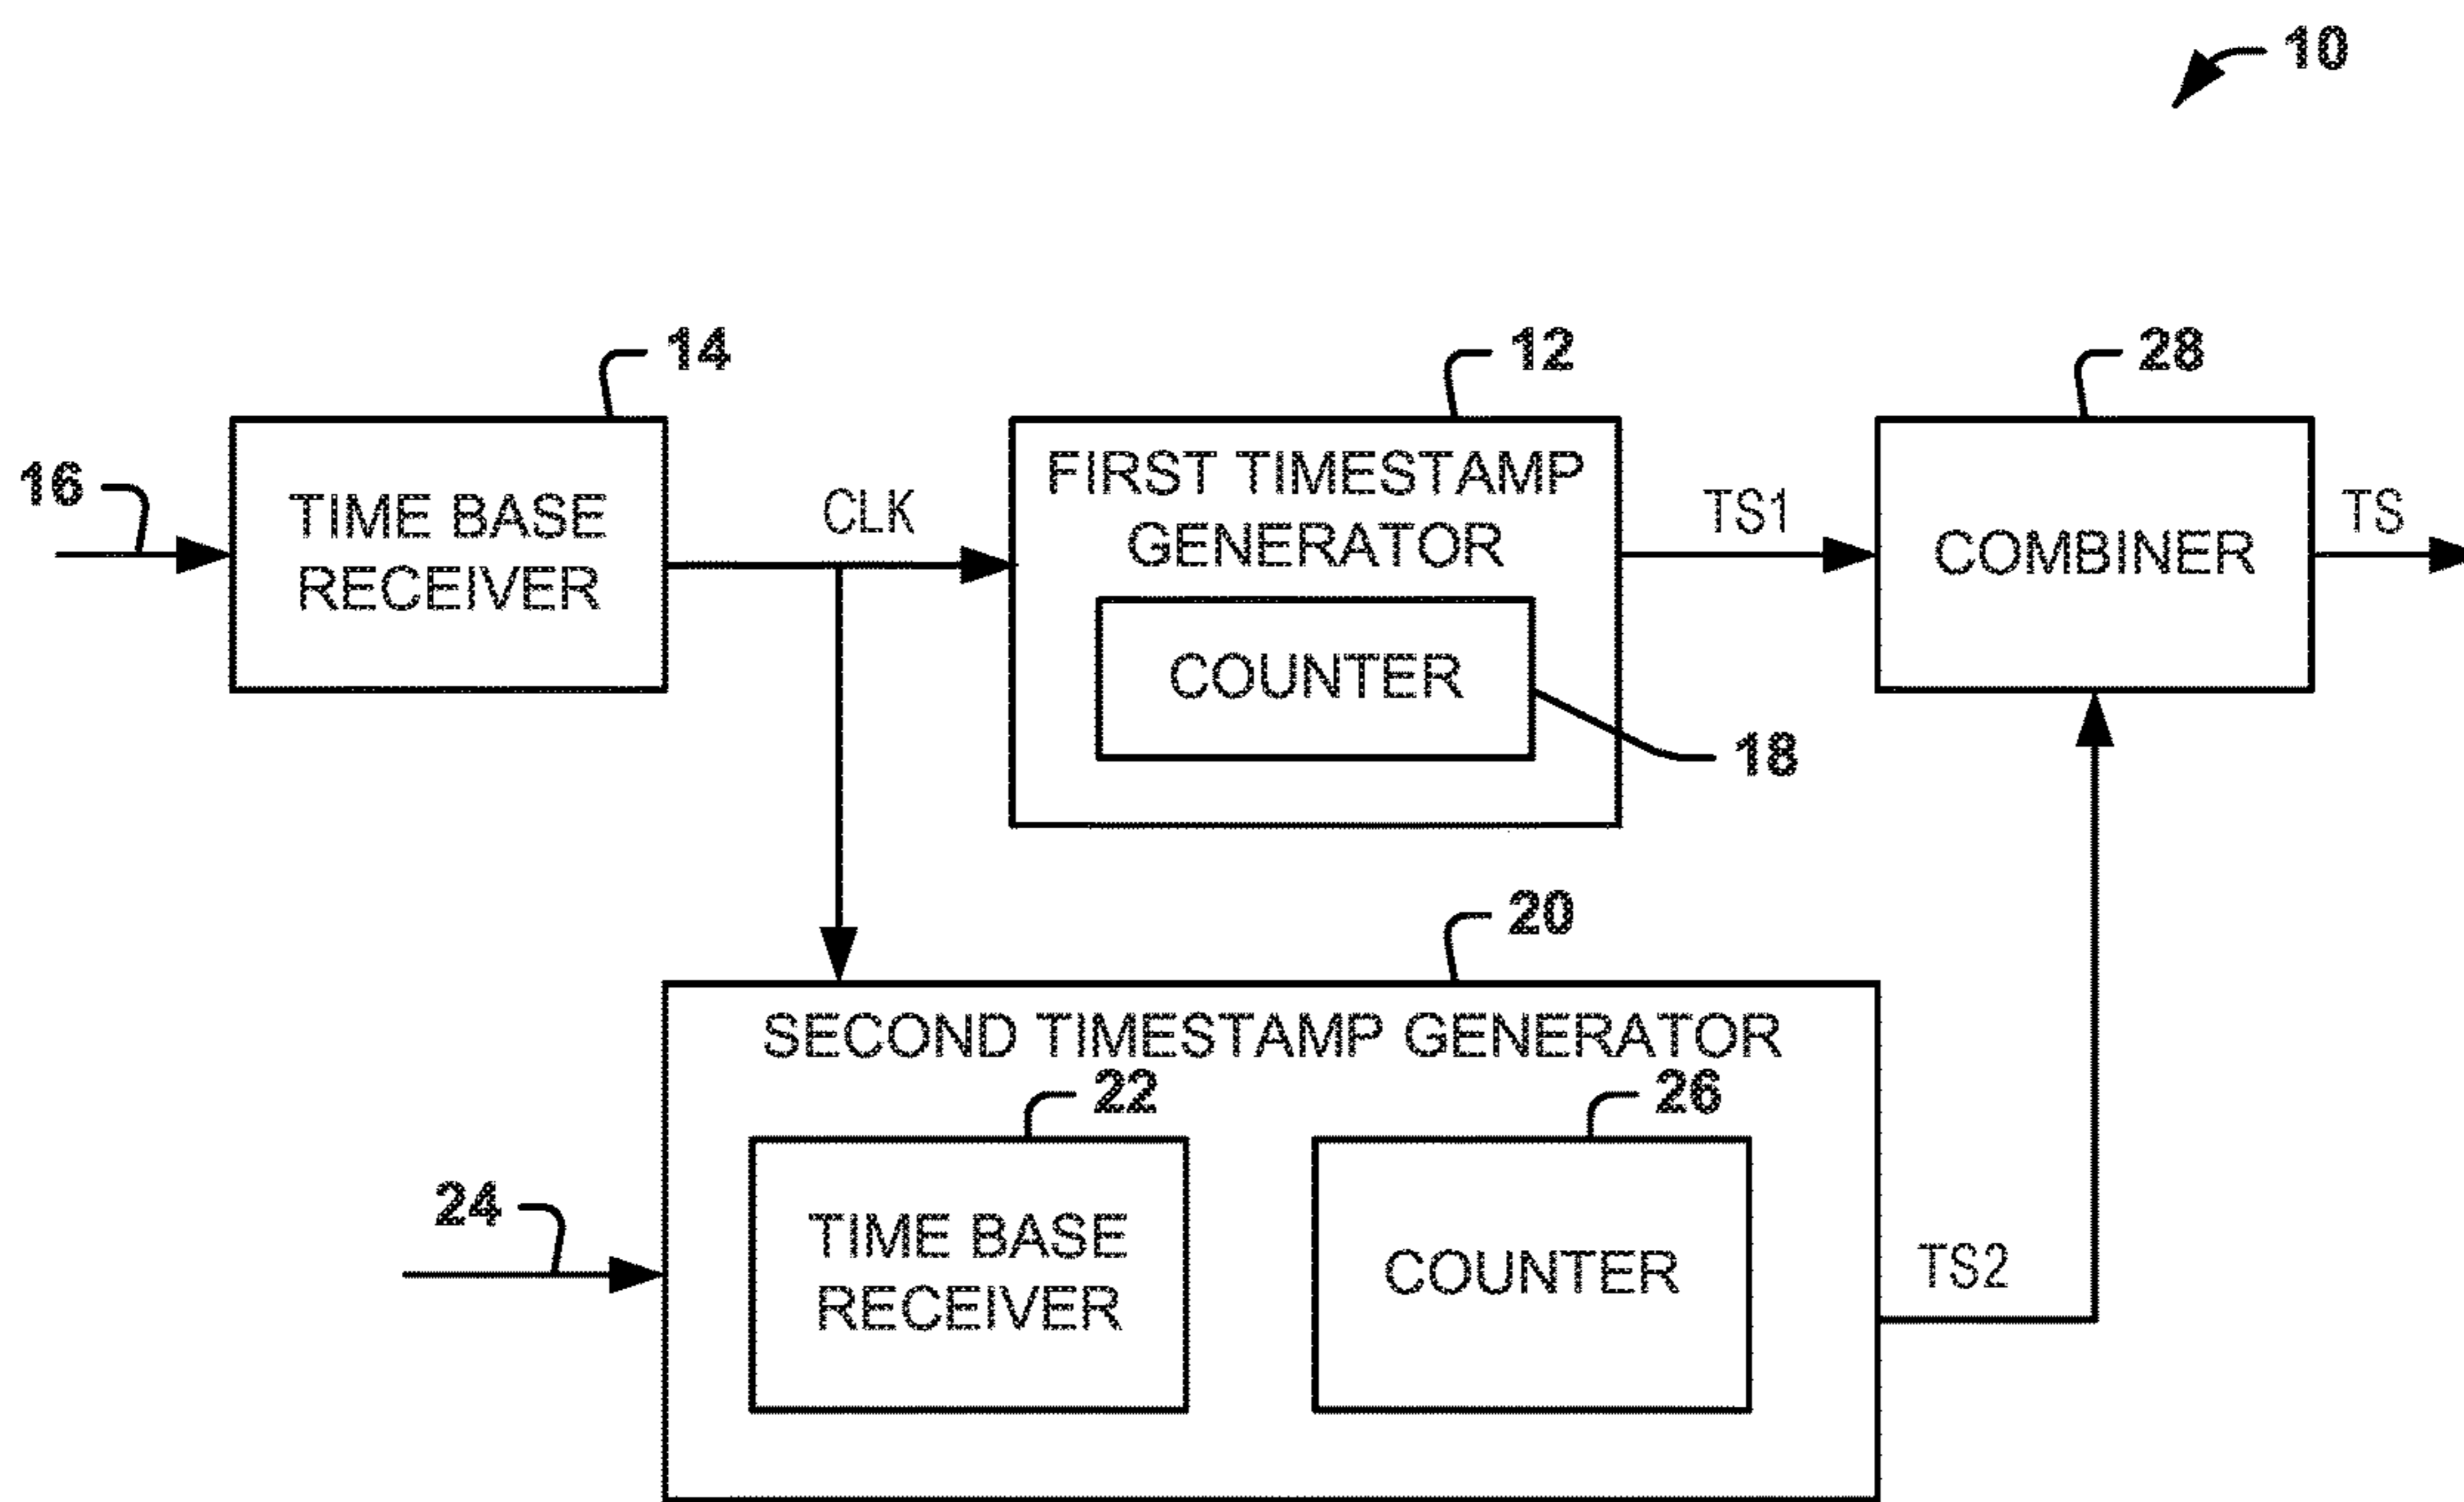 10
14
12
28
16
TIME BASE
RECEIVER
CLK
FIRST TIMESTAMP
GENERATOR
COUNTER
18
TS1
COMBINER
TS
20
SECOND TIMESTAMP GENERATOR
22
26
24
TIME BASE
RECEIVER
COUNTER
TS2